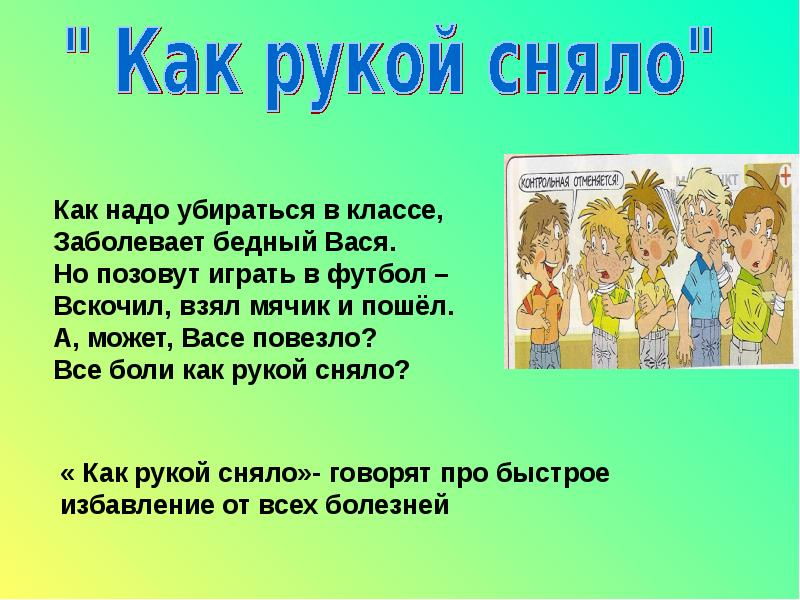 " Как рукой сняло"
Как надо убираться в классе,
Заболевает бедный Вася.
Но позовут играть в футбол –
Вскочил, взял мячик и пошёл.
А, может, Васе повезло?
Все боли как рукой сняло?
КОНТРОЛЬНАЯ ОТМЕНЯЕТСЯ!
« Как рукой сняло»- говорят про быстрое
избавление от всех болезней